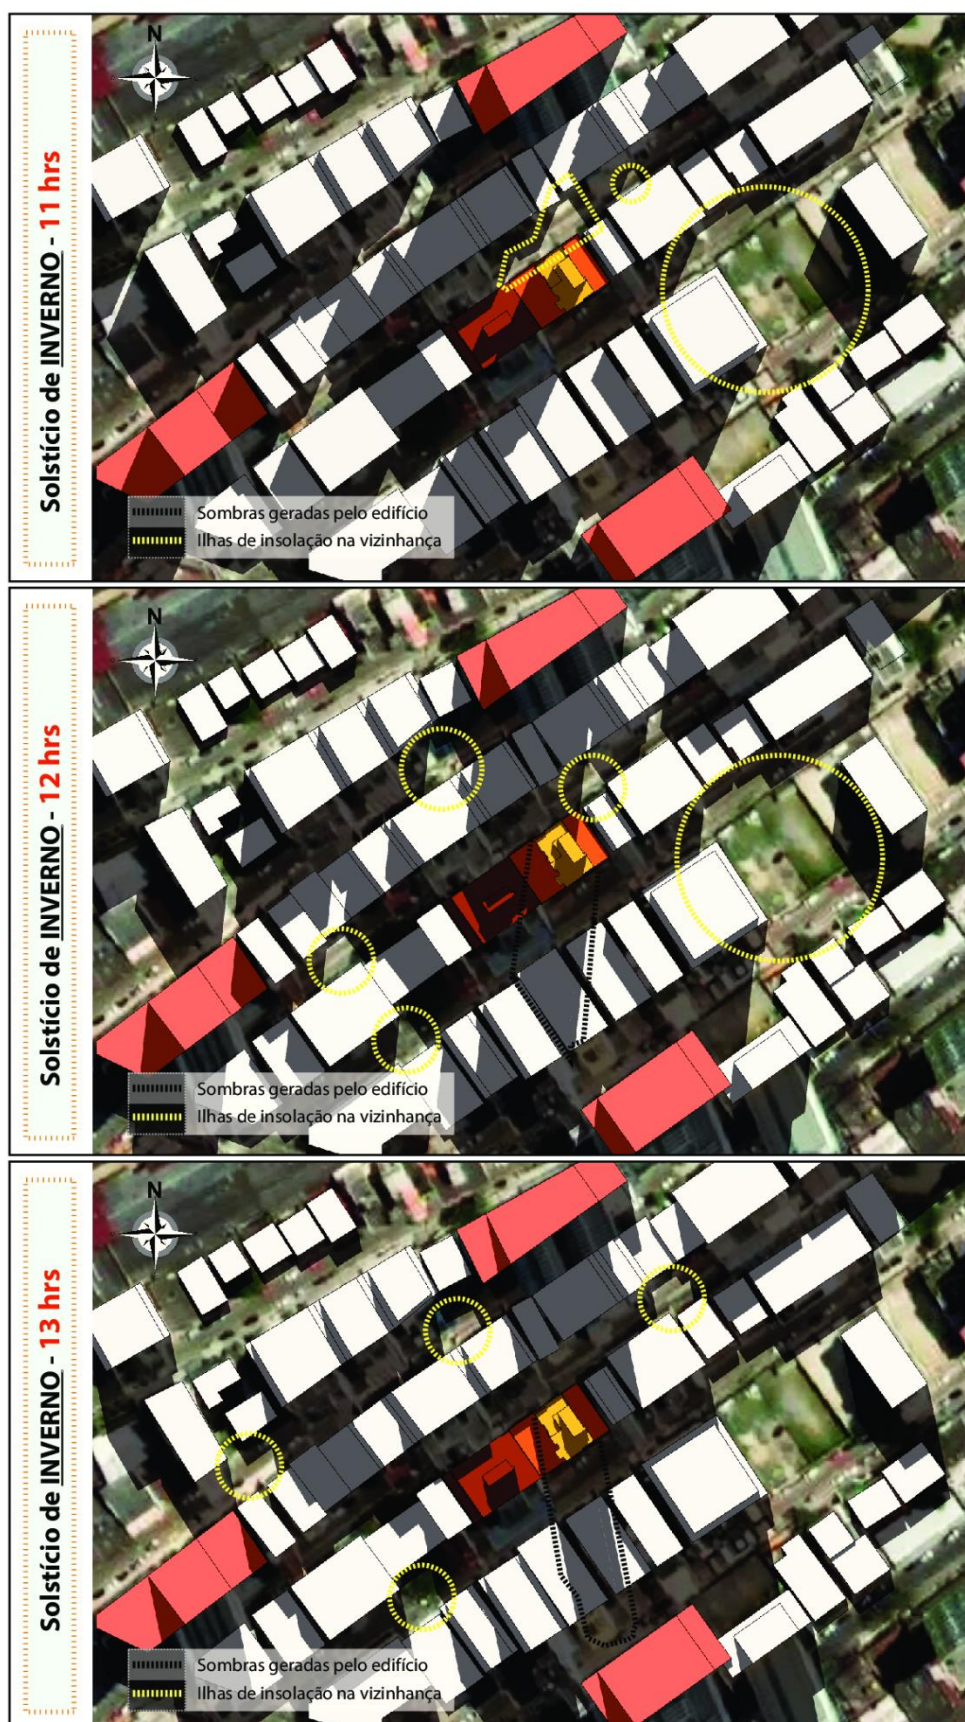 Solstício de INVERNO - 11 hrs
N
Sombras geradas pelo edifício
Ilhas de insolação na vizinhança
Solstício de INVERNO - 12 hrs
N
Sombras geradas pelo edifício
Ilhas de insolação na vizinhança
Solstício de INVERNO - 13 hrs
N
Sombras geradas pelo edifício
Ilhas de insolação na vizinhança